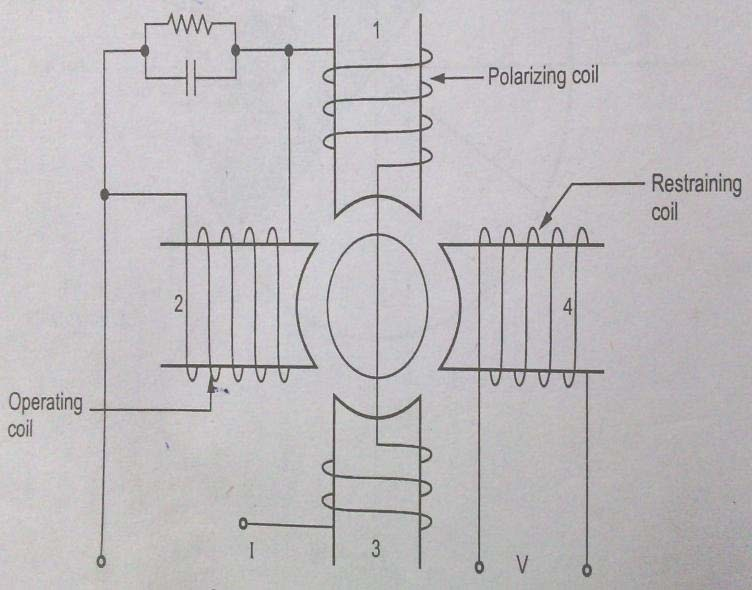 1
Polarizing coil
Restraining
coil
2
4
Operating
coil
I
3
V